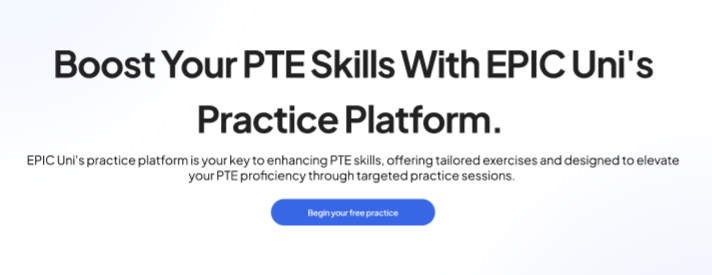 Boost Your PTE Skills With EPIC Uni's
Practice Platform.
EPIC Uni's practice platform is your key to enhancing PTE skills, offering tailored exercises and designed to elevate
your PTE proficiency through targeted practice sessions.
Begin your free practice